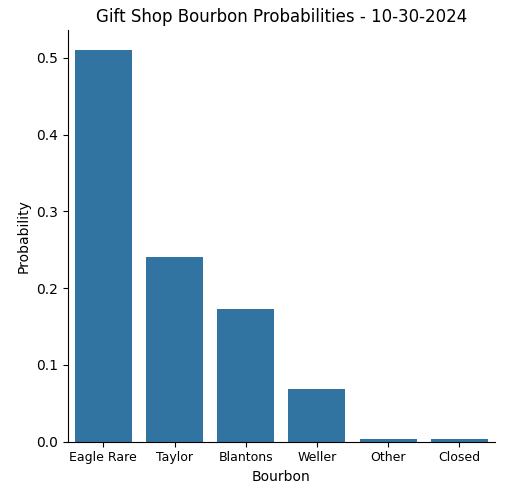 Gift Shop Bourbon Probabilities - 10-30-2024
0.5
0.4
0.3
0.2
0.1
0.0
Probability
Eagle Rare Taylor Blantons Weller Other Closed
Bourbon